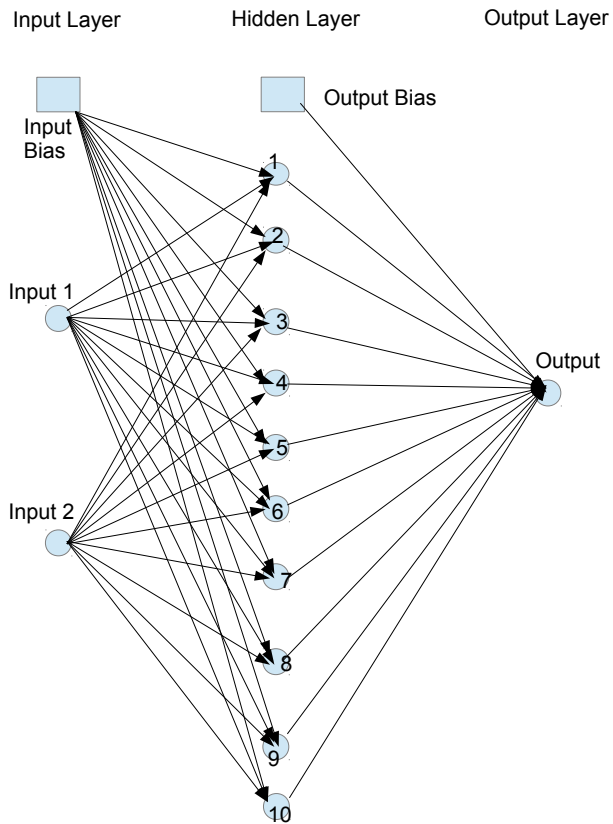 Input Layer
Hidden Layer
Output Layer
Output Bias
Input
Bias
1
2
Input 1
3
4
Output
5
Input 2
6
7
8
9
10